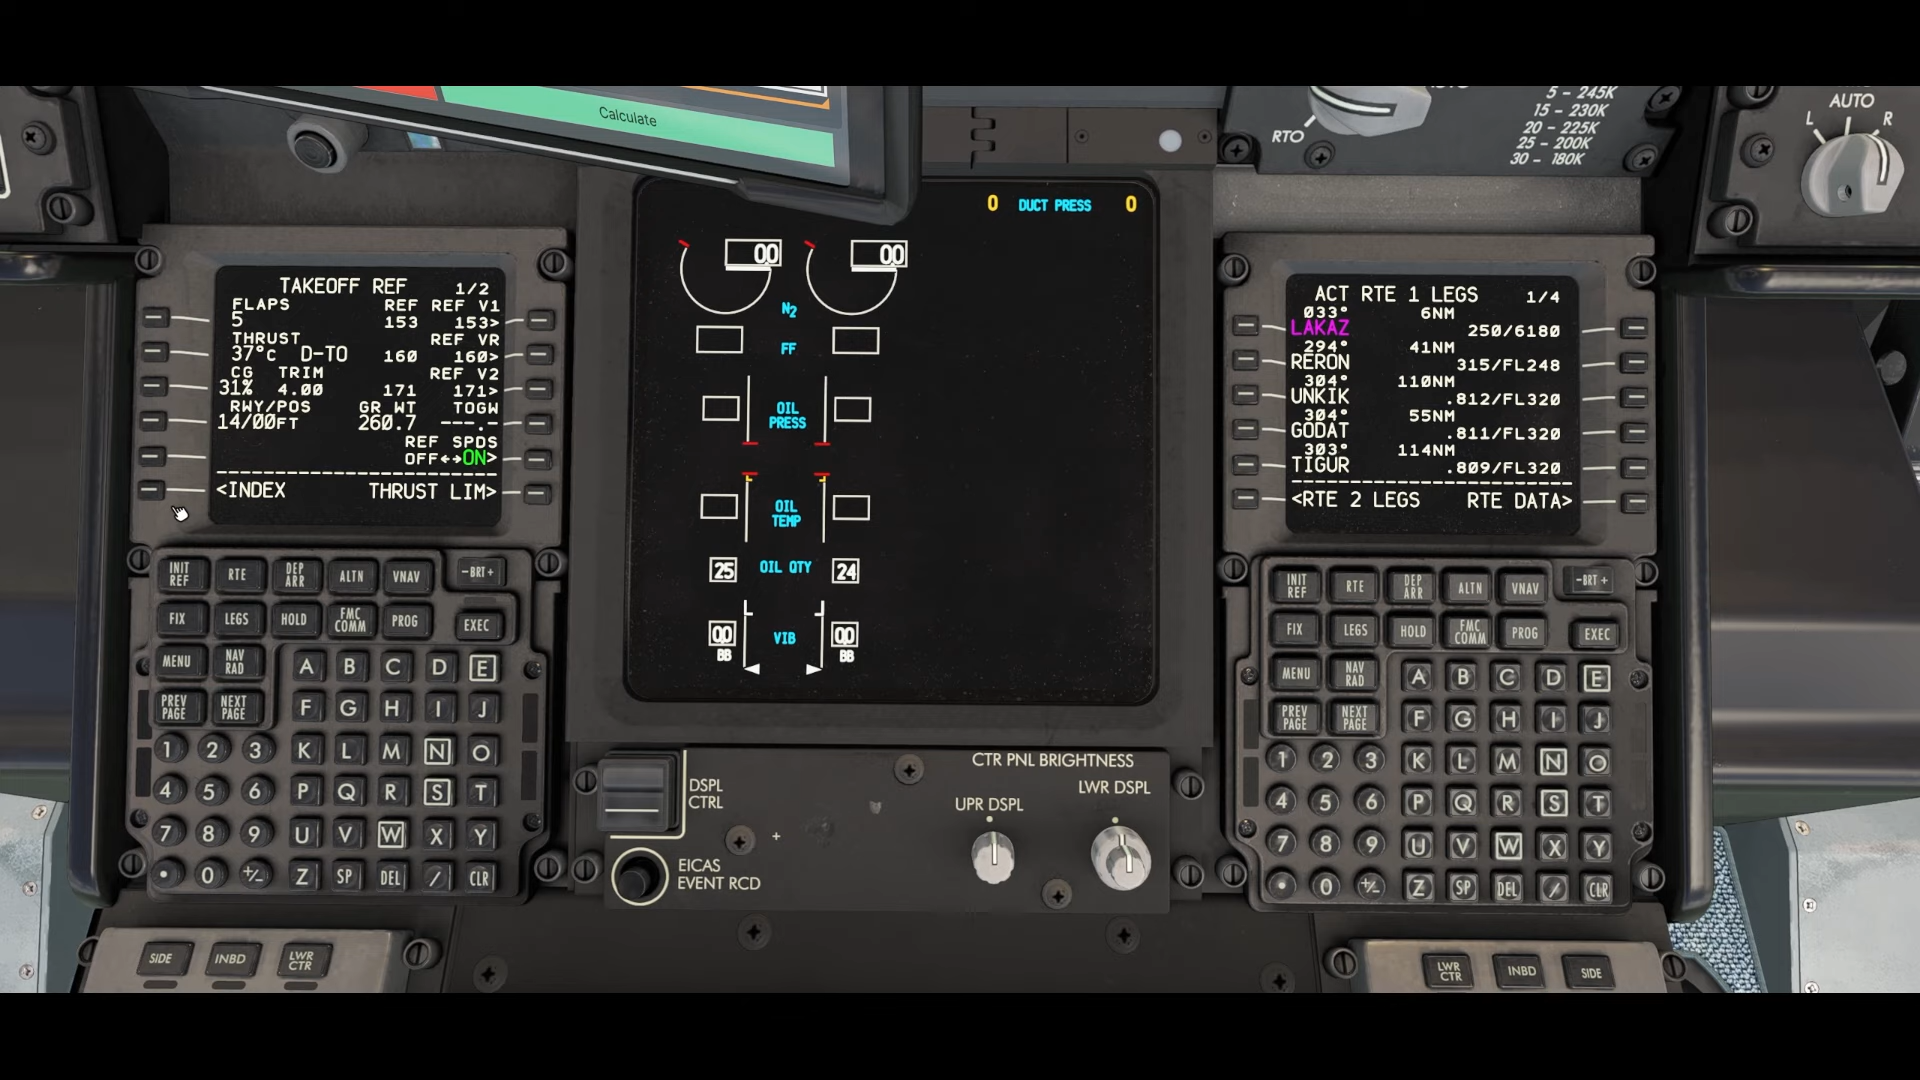 Calculate
RTO
5 - 245K
15 - 230K
20 - 225K
25 - 200K
30 - 180K
AUTO
L R
0 DUCT PRESS 0
00 00
N2
FF
OIL
PRESS
OIL
TEMP
25 OIL QTY 24
00 VIB 00
BB BB
TAKEOFF REF 1/2
FLAPS REF REF V1
5 153 153>
THRUST REF VR
37°C D-TO 160 160>
CG TRIM REF V2
31% 4.00 171 171>
RWY/POS GR WT TOGW
14/00FT 260.7 ---.-
REF SPDS
OFF←→ON>
<INDEX THRUST LIM>
INIT REF RTE DEP ARR ALTN VNAV -BRT+
FIX LEGS HOLD FMC COMM PROG EXEC
MENU NAV RAD A B C D E
PREV PAGE NEXT PAGE F G H I J
1 2 3 K L M N O
4 5 6 P Q R S T
7 8 9 U V W X Y
. 0 +/- Z SP DEL / CLR
SIDE INBD LWR CTR
DSPL
CTRL
EICAS
EVENT RCD
CTR PNL BRIGHTNESS
UPR DSPL LWR DSPL
ACT RTE 1 LEGS 1/4
033° 6NM
LAKAZ 250/6180
294° 41NM
RERON 315/FL248
304° 110NM
UNKIK .812/FL320
304° 55NM
GODAT .811/FL320
303° 114NM
TIGUR .809/FL320
<RTE 2 LEGS RTE DATA>
INIT REF RTE DEP ARR ALTN VNAV -BRT+
FIX LEGS HOLD FMC COMM PROG EXEC
MENU NAV RAD A B C D E
PREV PAGE NEXT PAGE F G H I J
1 2 3 K L M N O
4 5 6 P Q R S T
7 8 9 U V W X Y
. 0 +/- Z SP DEL / CLR
LWR CTR INBD SIDE